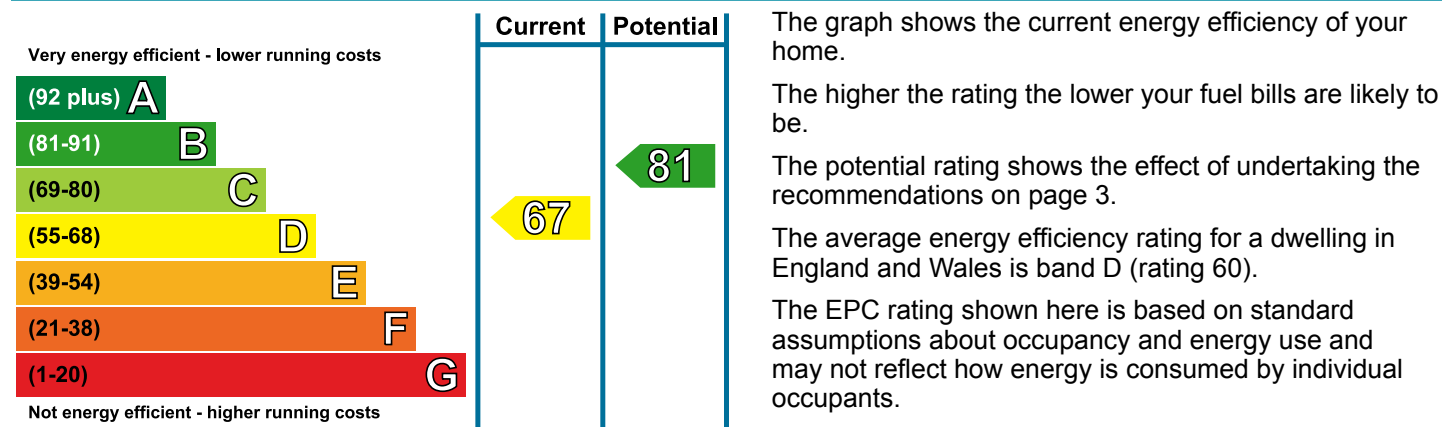 Current Potential
Very energy efficient - lower running costs
(92 plus) A
(81-91) B
(69-80) C
(55-68) D
(39-54) E
(21-38) F
(1-20) G
Not energy efficient - higher running costs
67
81
The graph shows the current energy efficiency of your
home.
The higher the rating the lower your fuel bills are likely to
be.
The potential rating shows the effect of undertaking the
recommendations on page 3.
The average energy efficiency rating for a dwelling in
England and Wales is band D (rating 60).
The EPC rating shown here is based on standard
assumptions about occupancy and energy use and
may not reflect how energy is consumed by individual
occupants.